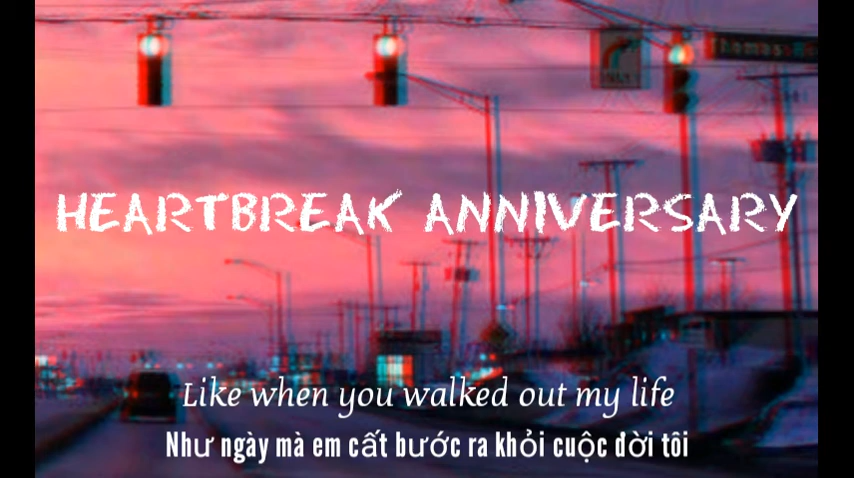 Thomas
HEARTBREAK ANNIVERSARY
Like when you walked out my life
Như ngày mà em cất bước ra khỏi cuộc đời tôi